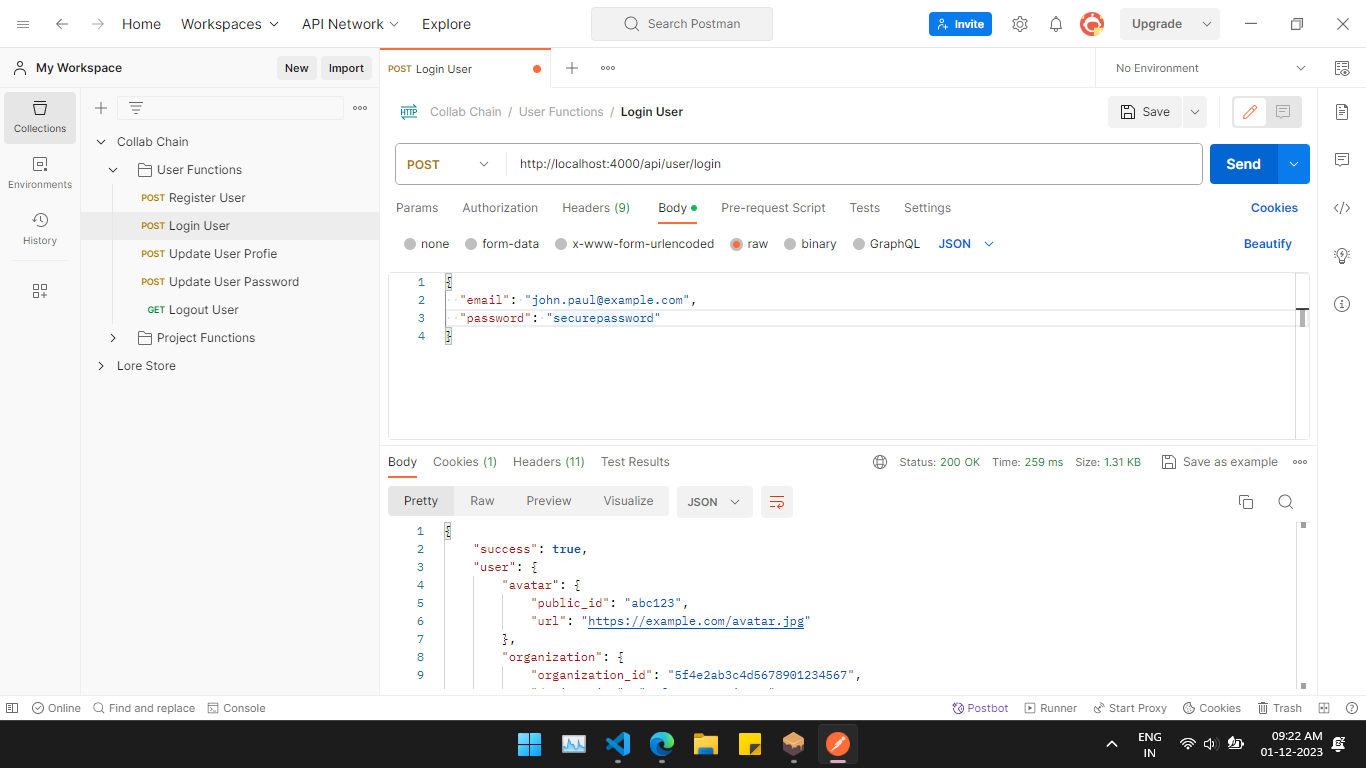 Home Workspaces API Network Explore Search Postman Invite Upgrade
My Workspace New Import POST Login User No Environment
Collections
Environments
History
Collab Chain
User Functions
POST Register User
POST Login User
POST Update User Profie
POST Update User Password
GET Logout User
Project Functions
Lore Store
HTTP Collab Chain / User Functions / Login User Save
POST http://localhost:4000/api/user/login Send
Params Authorization Headers (9) Body Pre-request Script Tests Settings Cookies
none form-data x-www-form-urlencoded raw binary GraphQL JSON Beautify
1 {
2 "email": "john.paul@example.com",
3 "password": "securepassword"
4 }
Body Cookies (1) Headers (11) Test Results Status: 200 OK Time: 259 ms Size: 1.31 KB Save as example
Pretty Raw Preview Visualize JSON
1 {
2 "success": true,
3 "user": {
4 "avatar": {
5 "public_id": "abc123",
6 "url": "https://example.com/avatar.jpg"
7 },
8 "organization": {
9 "organization_id": "5f4e2ab3c4d5678901234567",
Online Find and replace Console Postbot Runner Start Proxy Cookies Trash
ENG
IN
09:22 AM
01-12-2023